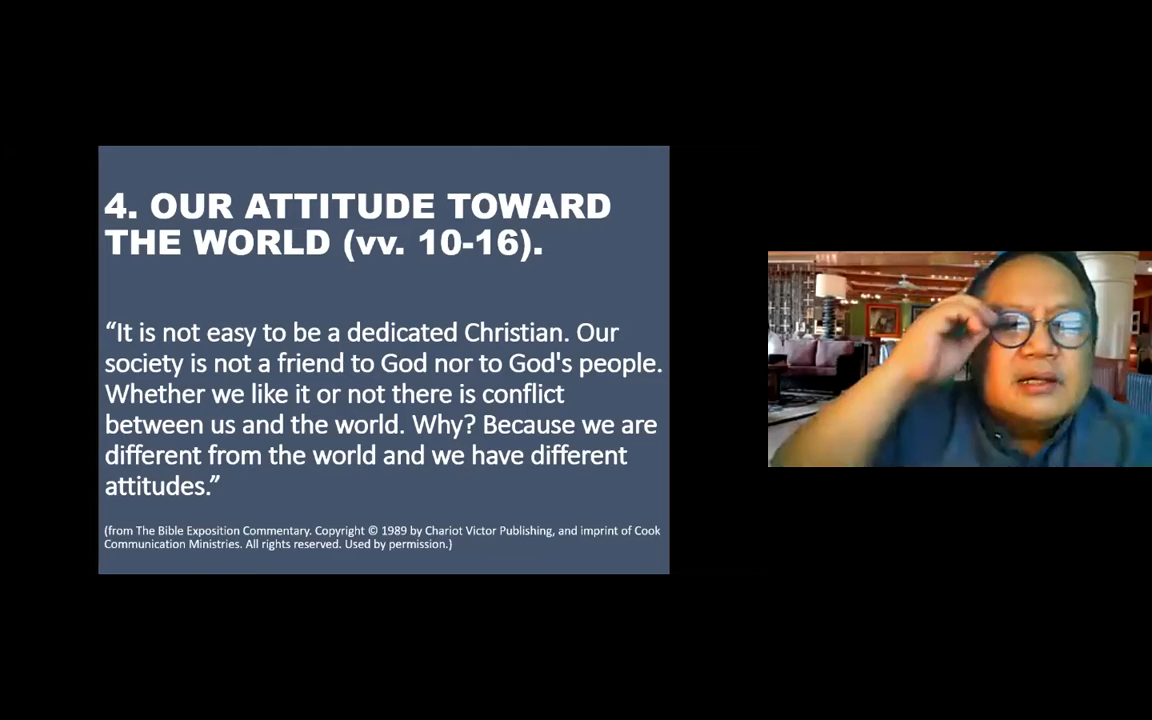 4. OUR ATTITUDE TOWARD
THE WORLD (vv. 10-16).
“It is not easy to be a dedicated Christian. Our
society is not a friend to God nor to God's people.
Whether we like it or not there is conflict
between us and the world. Why? Because we are
different from the world and we have different
attitudes.”
(from The Bible Exposition Commentary. Copyright © 1989 by Chariot Victor Publishing, and imprint of Cook
Communication Ministries. All rights reserved. Used by permission.)